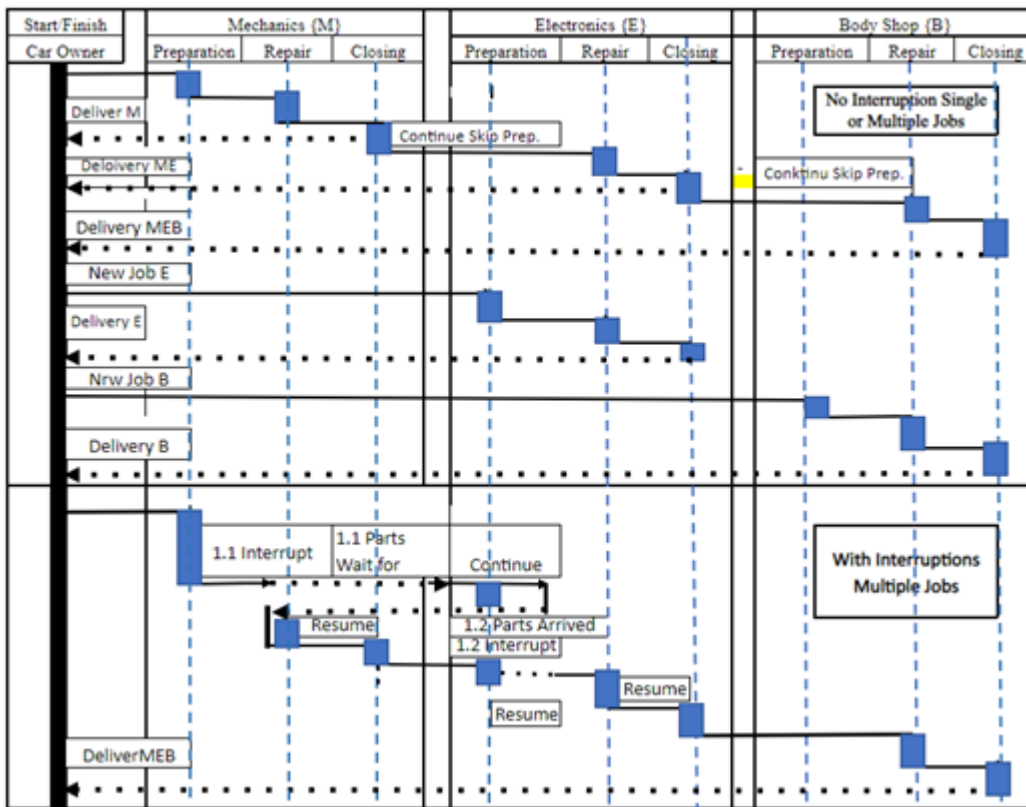 Start/Finish
Mechanics {M}
Electronics {E}
Body Shop {B}
Car Owner
Preparation
Repair
Closing
Preparation
Repair
Closing
Preparation
Repair
Closing
No Interruption Single
or Multiple Jobs
Deliver M
Continue Skip Prep.
Deloivery ME
Conktinu Skip Prep.
Delivery MEB
New Job E
Delivery E
Nrw Job B
Delivery B
1.1 Interrupt
1.1 Parts
Wait for
Continue
With Interruptions
Multiple Jobs
Resume
1.2 Parts Arrived
1.2 Interrupt
Resume
Resume
DeliverMEB